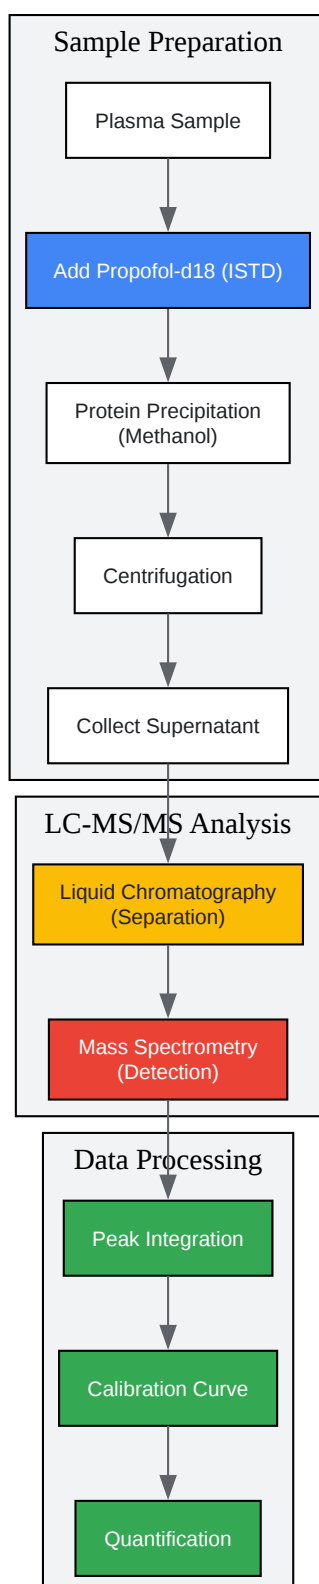 Sample Preparation
Plasma Sample
Add Propofol-d18 (ISTD)
Protein Precipitation
(Methanol)
Centrifugation
Collect Supernatant
LC-MS/MS Analysis
Liquid Chromatography
(Separation)
Mass Spectrometry
(Detection)
Data Processing
Peak Integration
Calibration Curve
Quantification